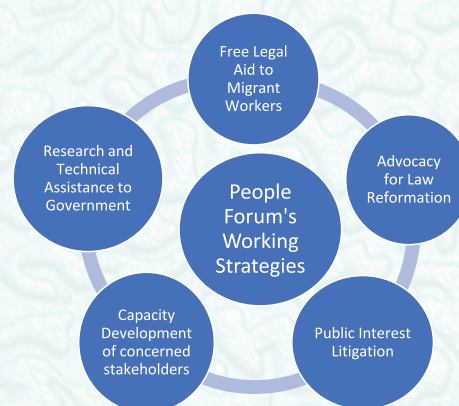 Free Legal
Aid to
Migrant
Workers
Advocacy
for Law
Reformation
Public Interest
Litigation
Capacity
Development
of concerned
stakeholders
Research and
Technical
Assistance to
Government
People
Forum's
Working
Strategies